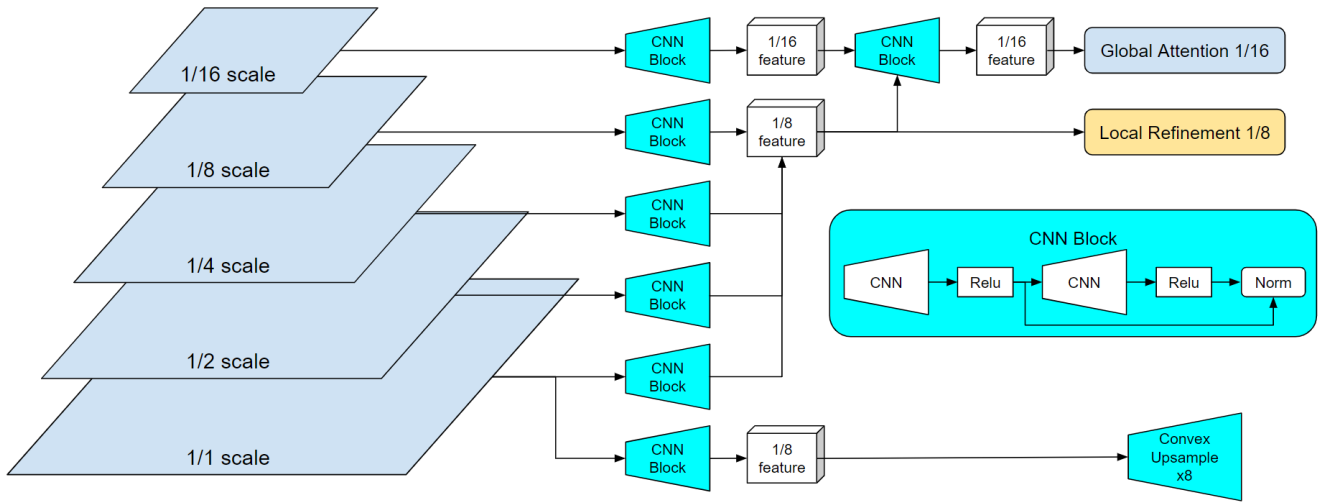 1/16 scale
CNN
Block
1/16
feature
CNN
Block
1/16
feature
Global Attention 1/16
1/8 scale
CNN
Block
1/8
feature
Local Refinement 1/8
1/4 scale
CNN
Block
1/2 scale
CNN
Block
CNN
Block
1/1 scale
CNN
Block
1/8
feature
Convex
Upsample
x8
CNN Block
CNN
Relu
CNN
Relu
Norm